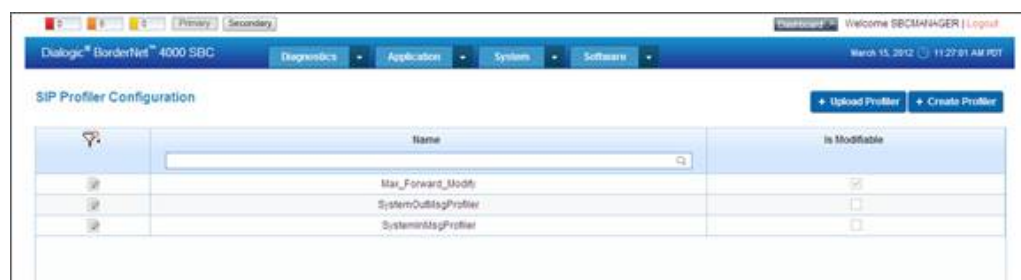 Primary Secondary Dashboard Welcome SBCMANAGER | Logout
Dialogic® BorderNet™ 4000 SBC Diagnostics Application System Software March 15, 2012 11:27:01 AM PDT
SIP Profiler Configuration + Upload Profiler + Create Profiler
Name Is Modifiable
Max_Forward_Modify
SystemOutMsgProfiler
SystemInMsgProfiler